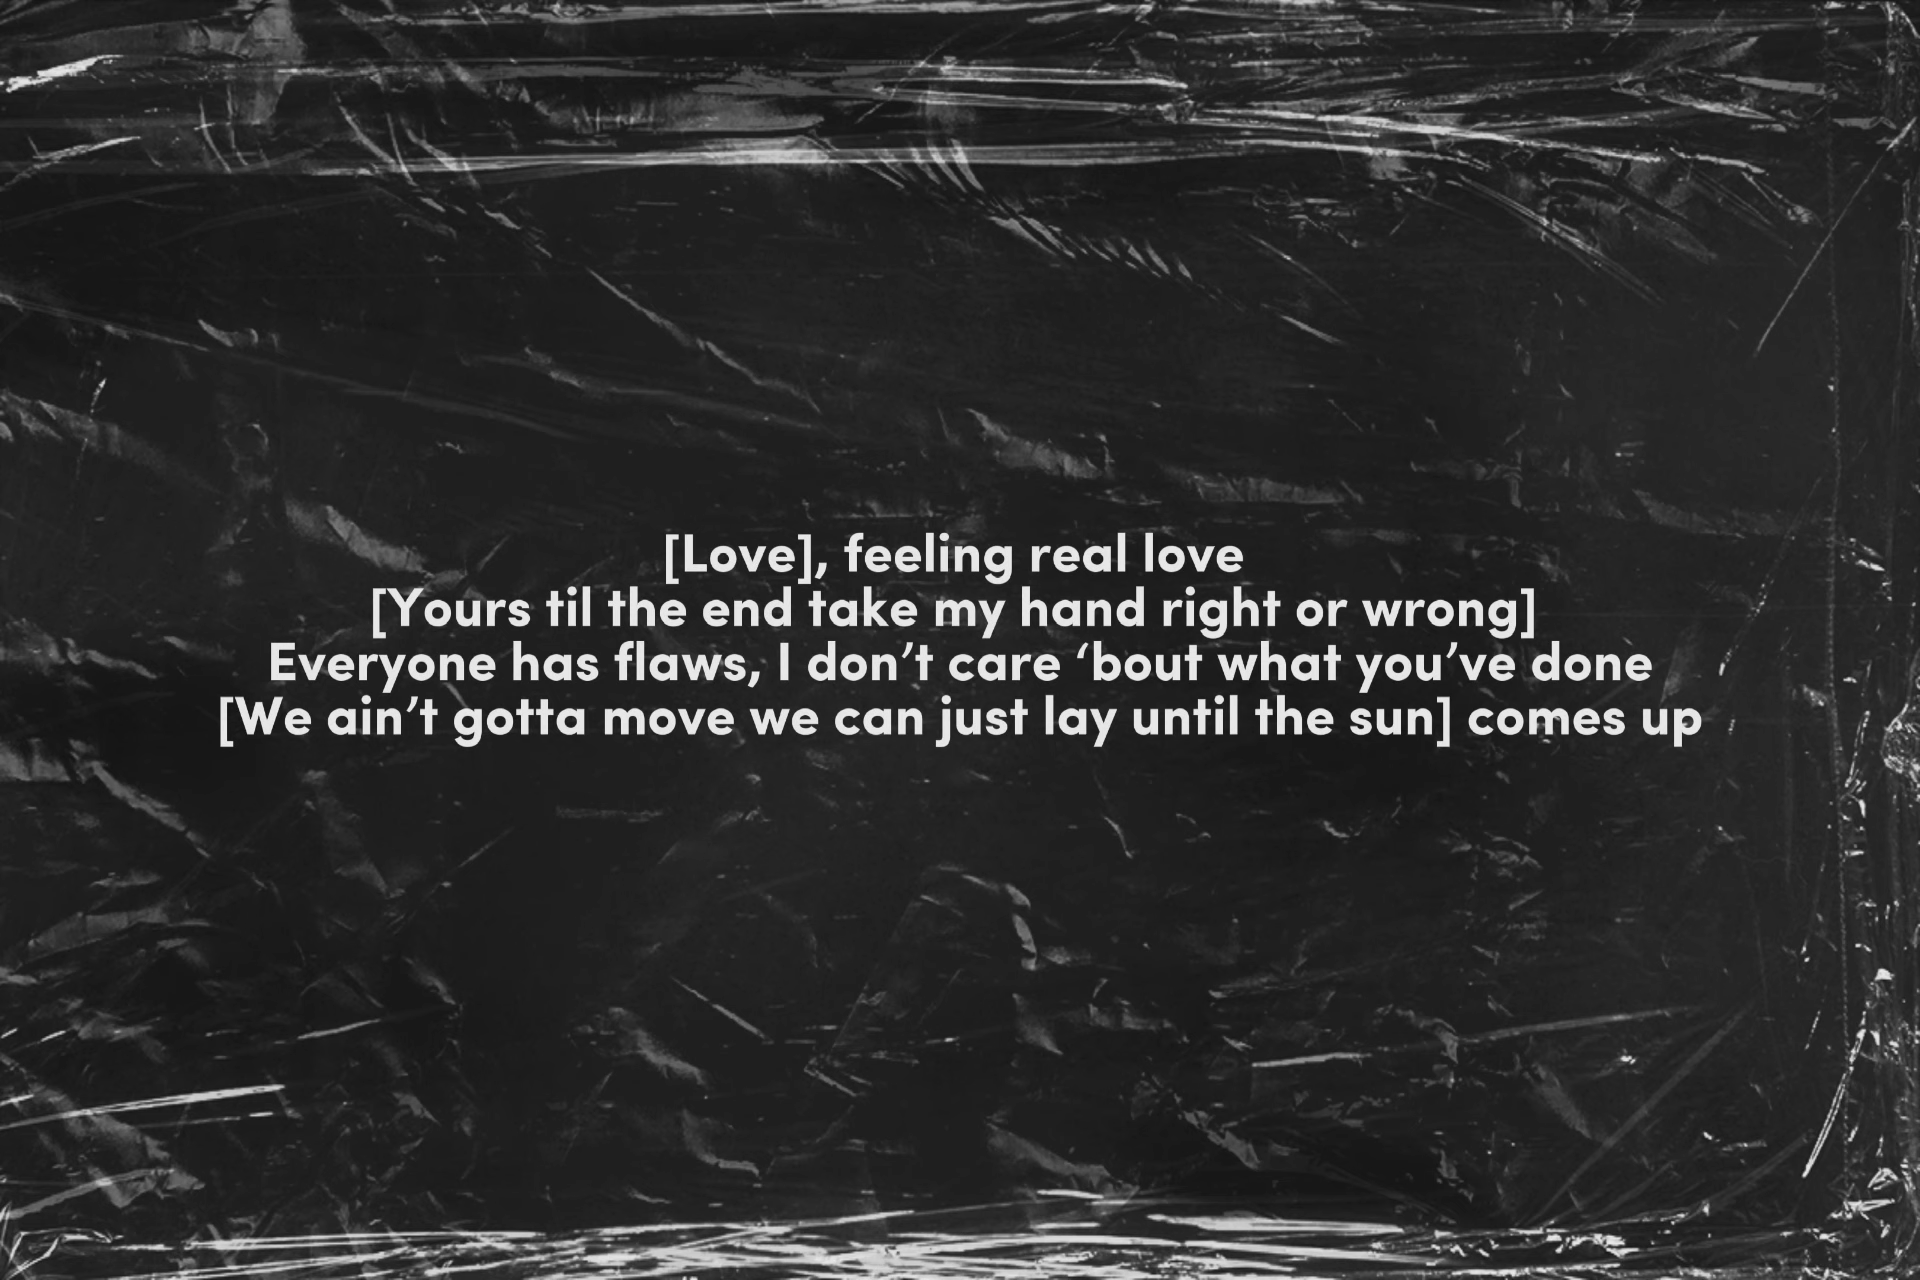 [Love], feeling real love
[Yours til the end take my hand right or wrong]
Everyone has flaws, I don’t care ‘bout what you’ve done
[We ain’t gotta move we can just lay until the sun] comes up